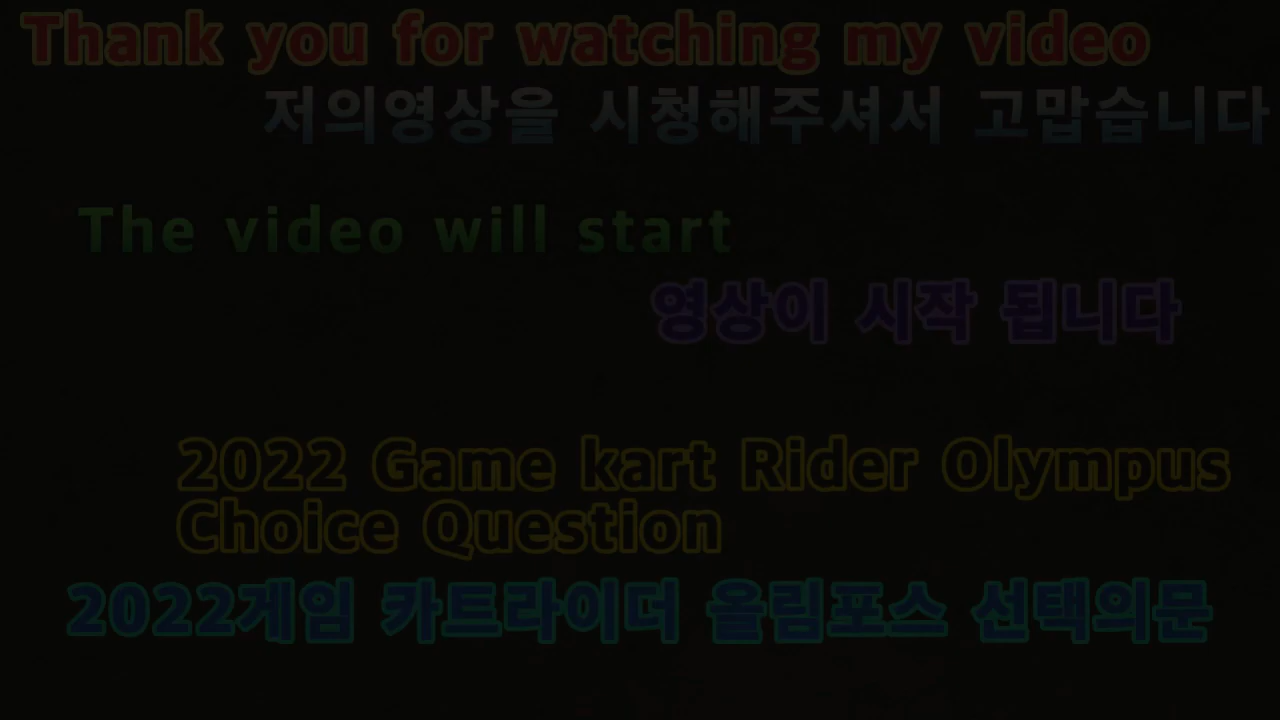 Thank you for watching my video
저의영상을 시청해주셔서 고맙습니다
The video will start
영상이 시작 됩니다
2022 Game kart Rider Olympus
Choice Question
2022게임 카트라이더 올림포스 선택의문